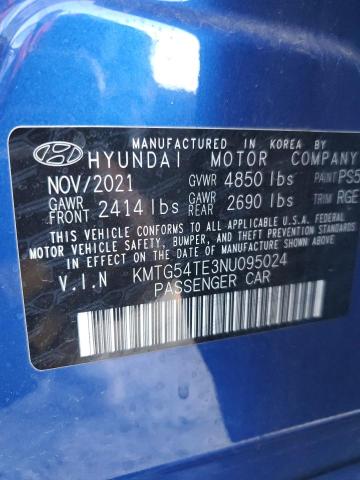 MANUFACTURED IN KOREA BY
HYUNDAI MOTOR COMPANY
NOV/2021 GVWR 4850 lbs PAINT PS5
GAWR FRONT 2414 lbs GAWR REAR 2690 lbs TRIM RGE
THIS VEHICLE CONFORMS TO ALL APPLICABLE FEDERAL
MOTOR VEHICLE SAFETY, BUMPER, AND THEFT PREVENTION
STANDARDS IN EFFECT ON THE DATE OF MANUFACTURE
V.I.N KMTG54TE3NU095024
PASSENGER CAR